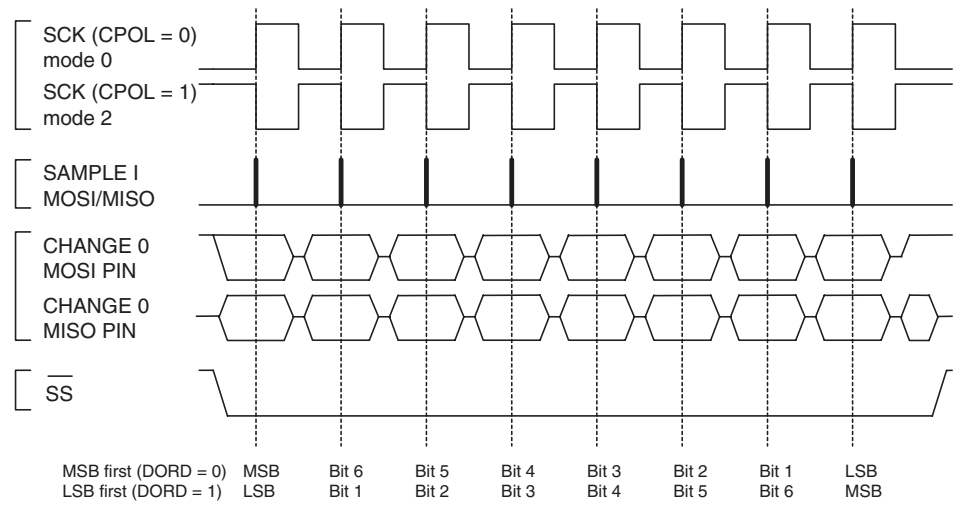 SCK (CPOL = 0)
mode 0
SCK (CPOL = 1)
mode 2
SAMPLE I
MOSI/MISO
CHANGE 0
MOSI PIN
CHANGE 0
MISO PIN
SS
MSB first (DORD = 0) MSB Bit 6 Bit 5 Bit 4 Bit 3 Bit 2 Bit 1 LSB
LSB first (DORD = 1) LSB Bit 1 Bit 2 Bit 3 Bit 4 Bit 5 Bit 6 MSB